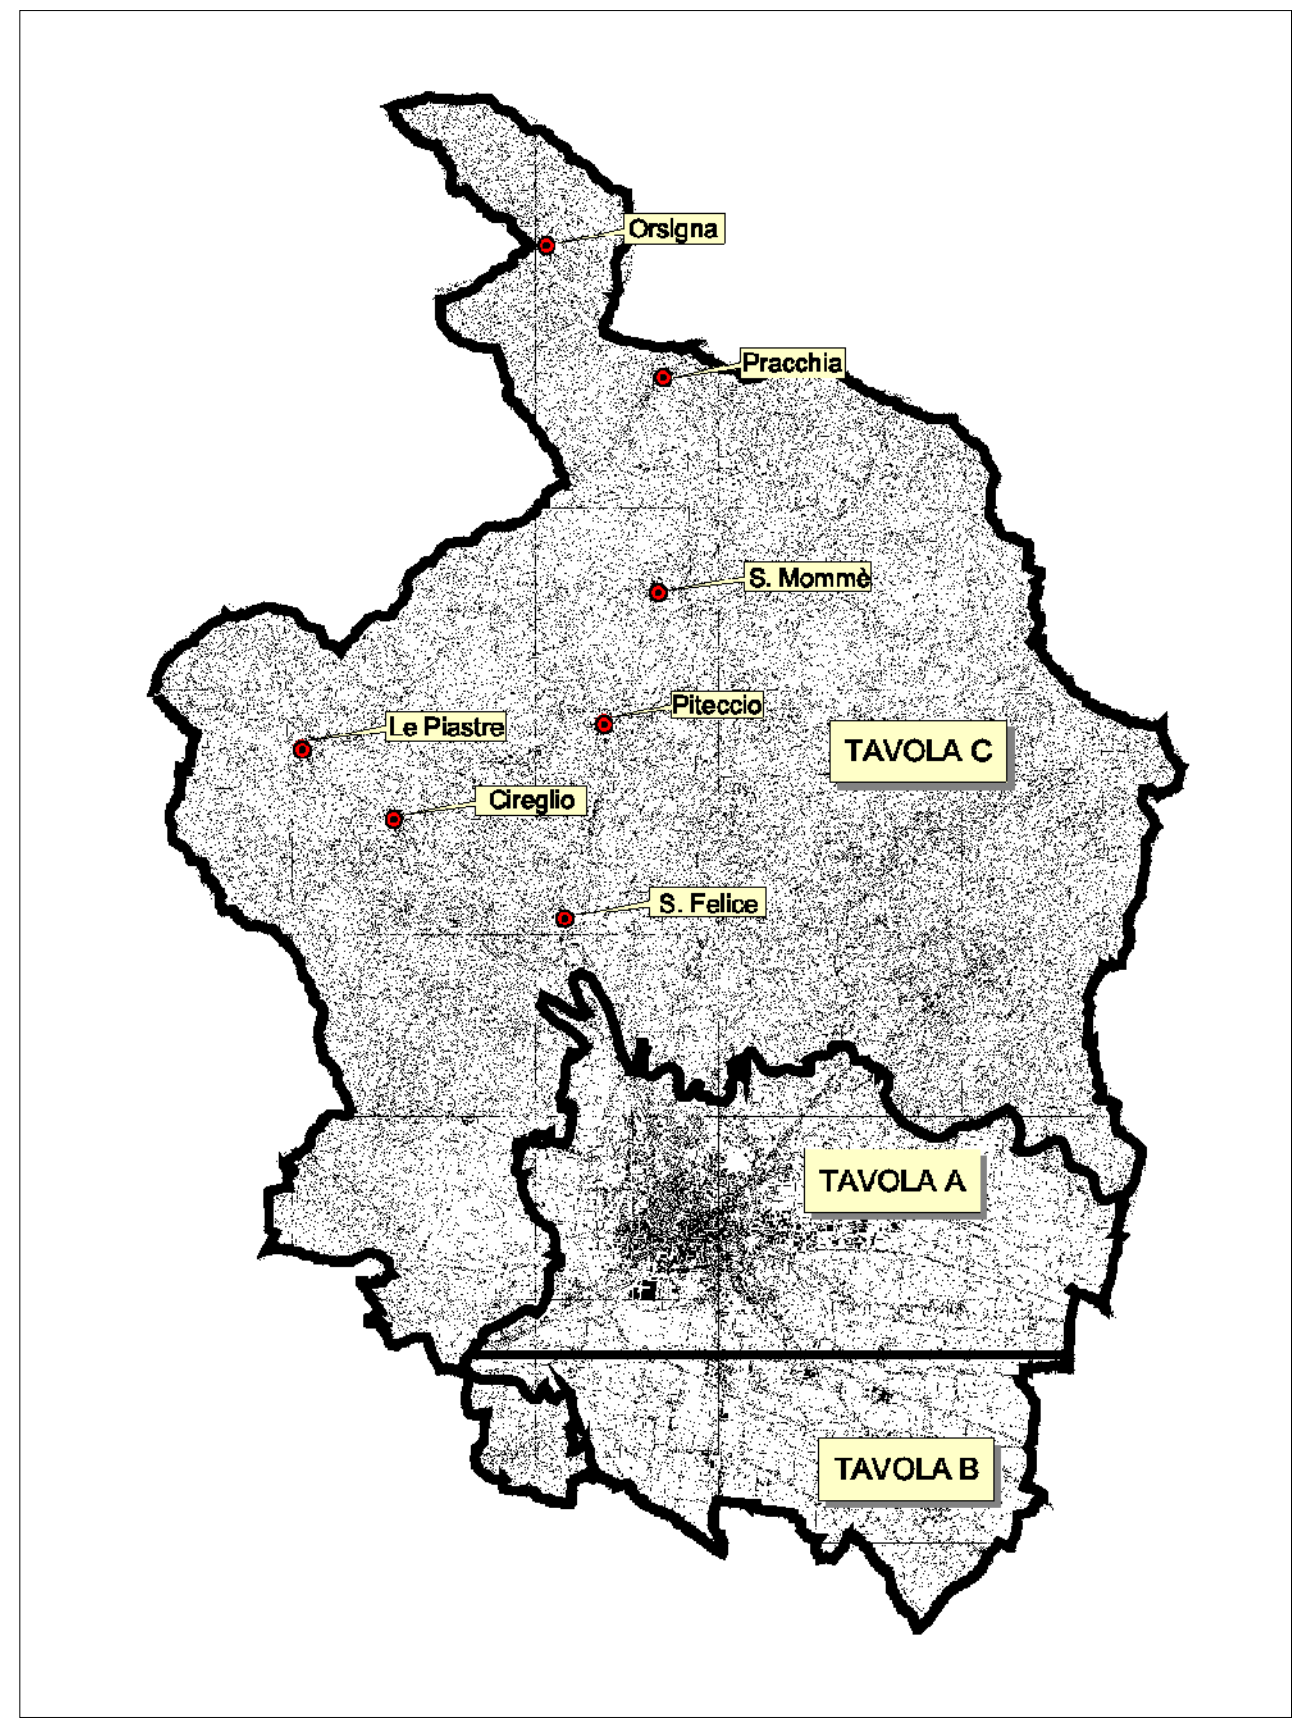 Orsigna
Pracchia
S. Mommè
Piteccio
Le Piastre
TAVOLA C
Cireglio
S. Felice
TAVOLA A
TAVOLA B